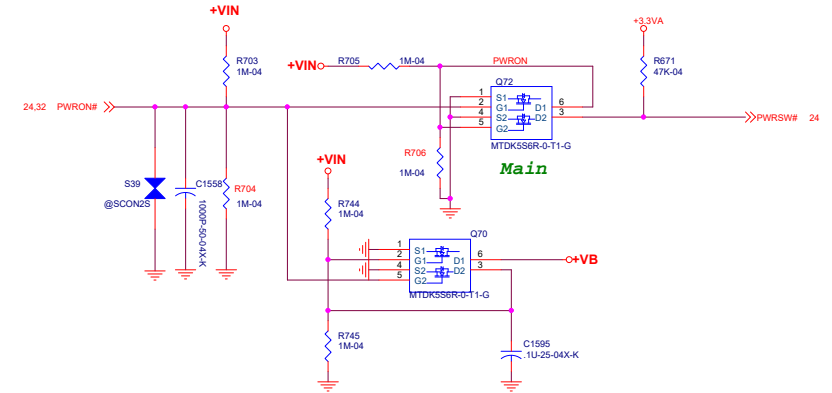 +VIN
+3.3VA
R703
1M-04
+VIN
R705
1M-04
PWRON
R671
47K-04
Q72
24,32 PWRON#
1
2
4
5
S1
G1
S2
G2
D1
D2
6
3
PWRSW# 24
MTDK5S6R-0-T1-G
Main
+VIN
R706
1M-04
S39
@SCON2S
C1558
1000P-50-04X-K
R704
1M-04
R744
1M-04
Q70
1
2
4
5
S1
G1
S2
G2
D1
D2
6
3
+VB
MTDK5S6R-0-T1-G
R745
1M-04
C1595
.1U-25-04X-K